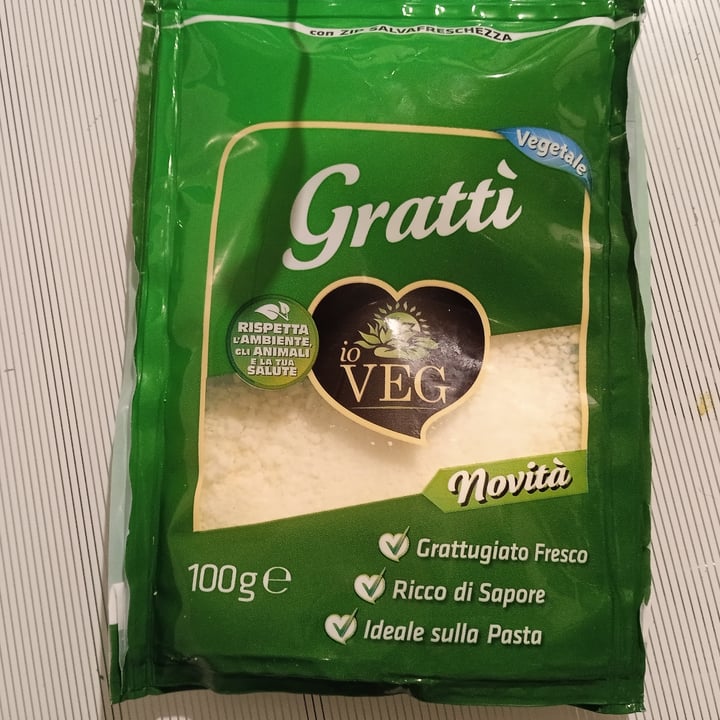 con ZIP SALVAFRESCHEZZA
Vegetale
Grattì
RISPETTA
L'AMBIENTE,
GLI ANIMALI
E LA TUA
SALUTE
io
VEG
Novità
100g℮
Grattugiato Fresco
Ricco di Sapore
Ideale sulla Pasta